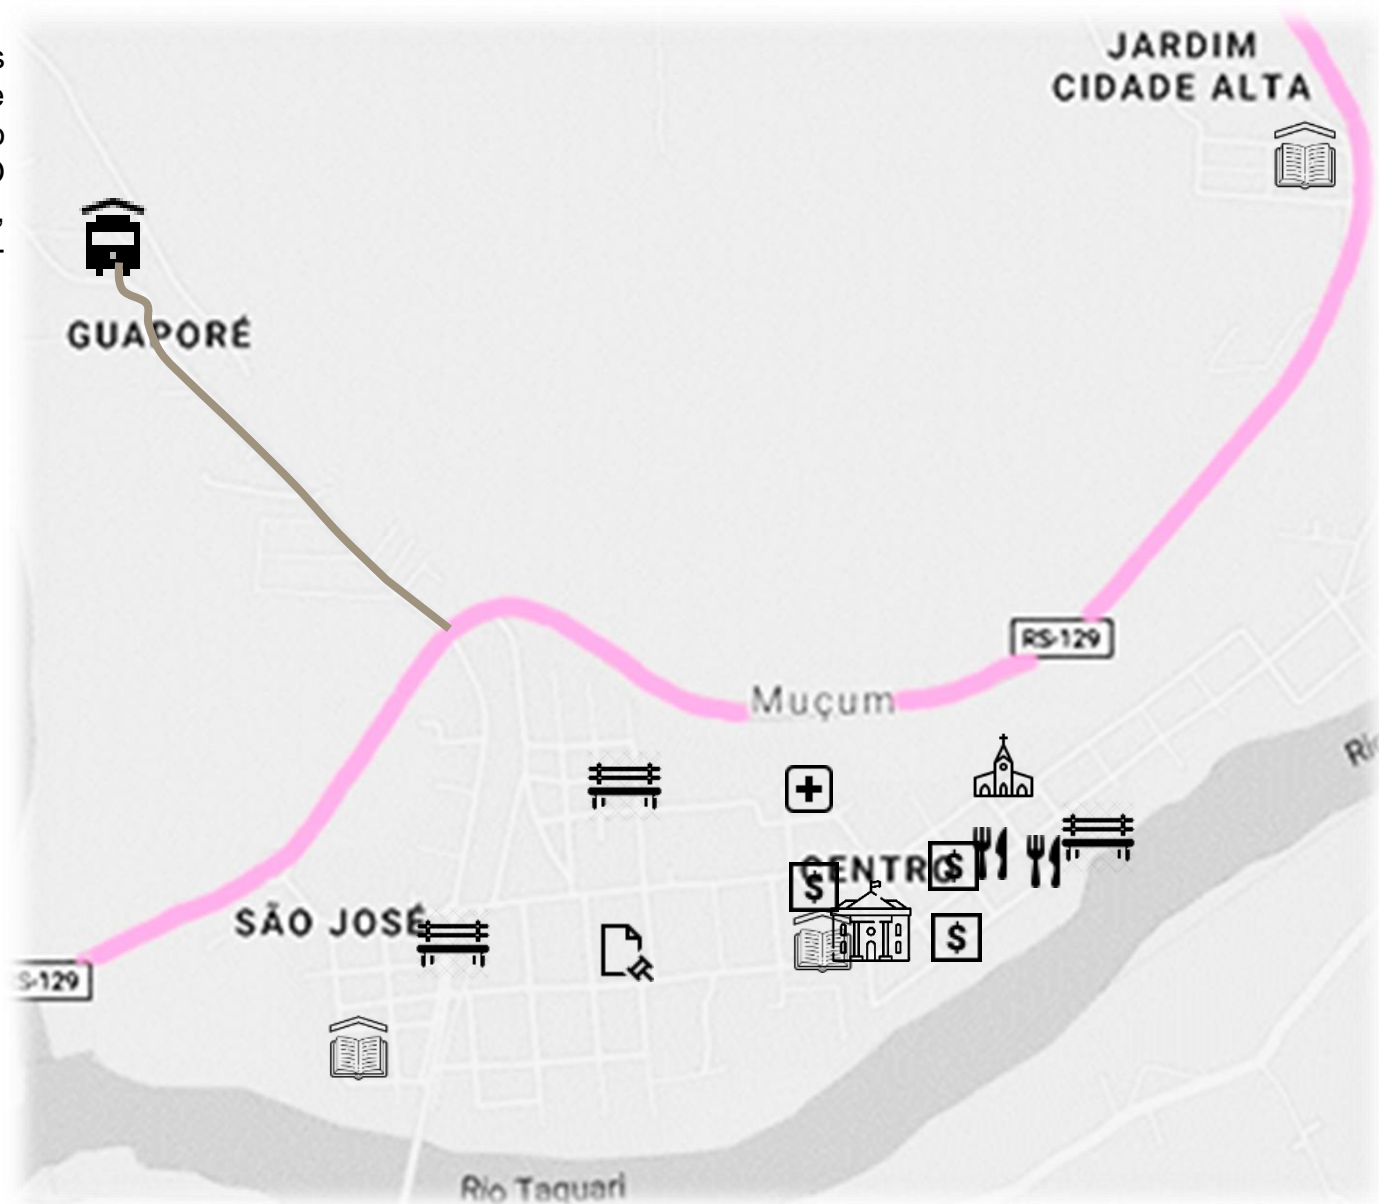 JARDIM
CIDADE ALTA
GUAPORÉ
RS-129
Muçum
CENTRO
$
$
$
SÃO JOSÉ
S-129
Rio Taquari